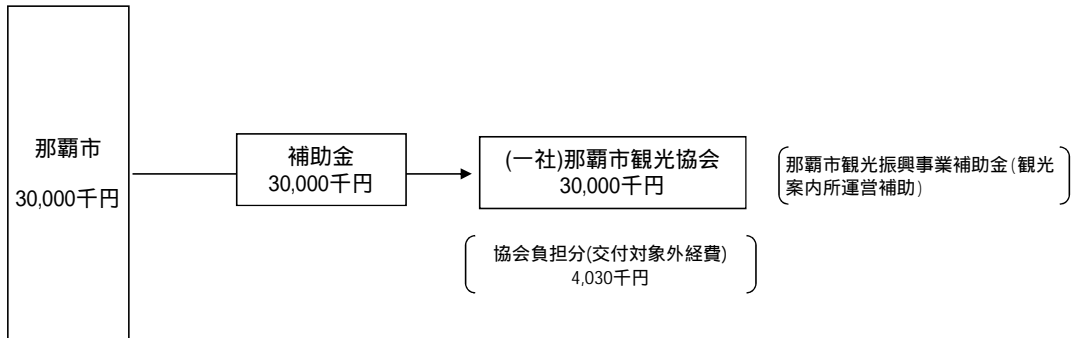 那覇市
30,000千円
補助金
30,000千円
(一社)那覇市観光協会
30,000千円
那覇市観光振興事業補助金(観光
案内所運営補助)
協会負担分(交付対象外経費)
4,030千円